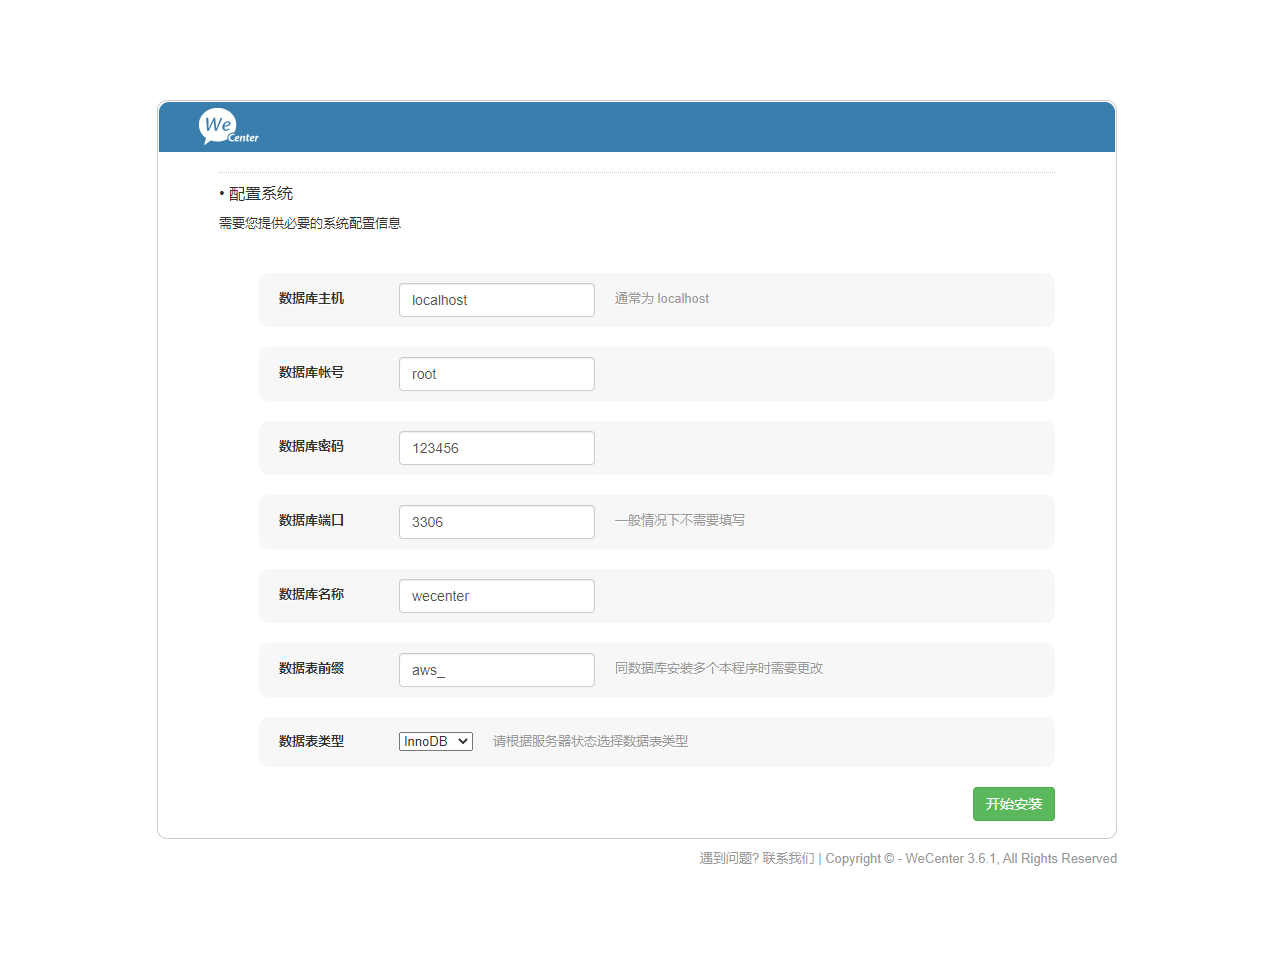 We
Center
• 配置系统
需要您提供必要的系统配置信息
数据库主机 localhost 通常为 localhost
数据库帐号 root
数据库密码 123456
数据库端口 3306 一般情况下不需要填写
数据库名称 wecenter
数据表前缀 aws_ 同数据库安装多个本程序时需要更改
数据表类型 InnoDB 请根据服务器状态选择数据表类型
开始安装
遇到问题? 联系我们 | Copyright © - WeCenter 3.6.1, All Rights Reserved